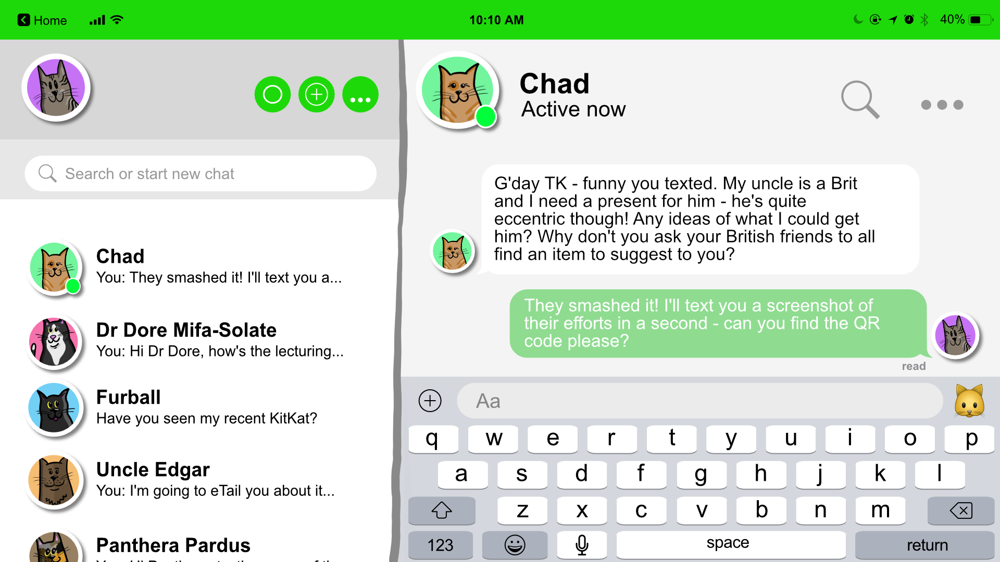 Home
10:10 AM
40%
Search or start new chat
Chad
You: They smashed it! I'll text you a...
Dr Dore Mifa-Solate
You: Hi Dr Dore, how's the lecturing...
Furball
Have you seen my recent KitKat?
Uncle Edgar
You: I'm going to eTail you about it...
Panthera Pardus
Chad
Active now
G'day TK - funny you texted. My uncle is a Brit
and I need a present for him - he's quite
eccentric though! Any ideas of what I could get
him? Why don't you ask your British friends to all
find an item to suggest to you?
They smashed it! I'll text you a screenshot of
their efforts in a second - can you find the QR
code please?
read
Aa
q w e r t y u i o p
a s d f g h j k l
z x c v b n m
123 space return